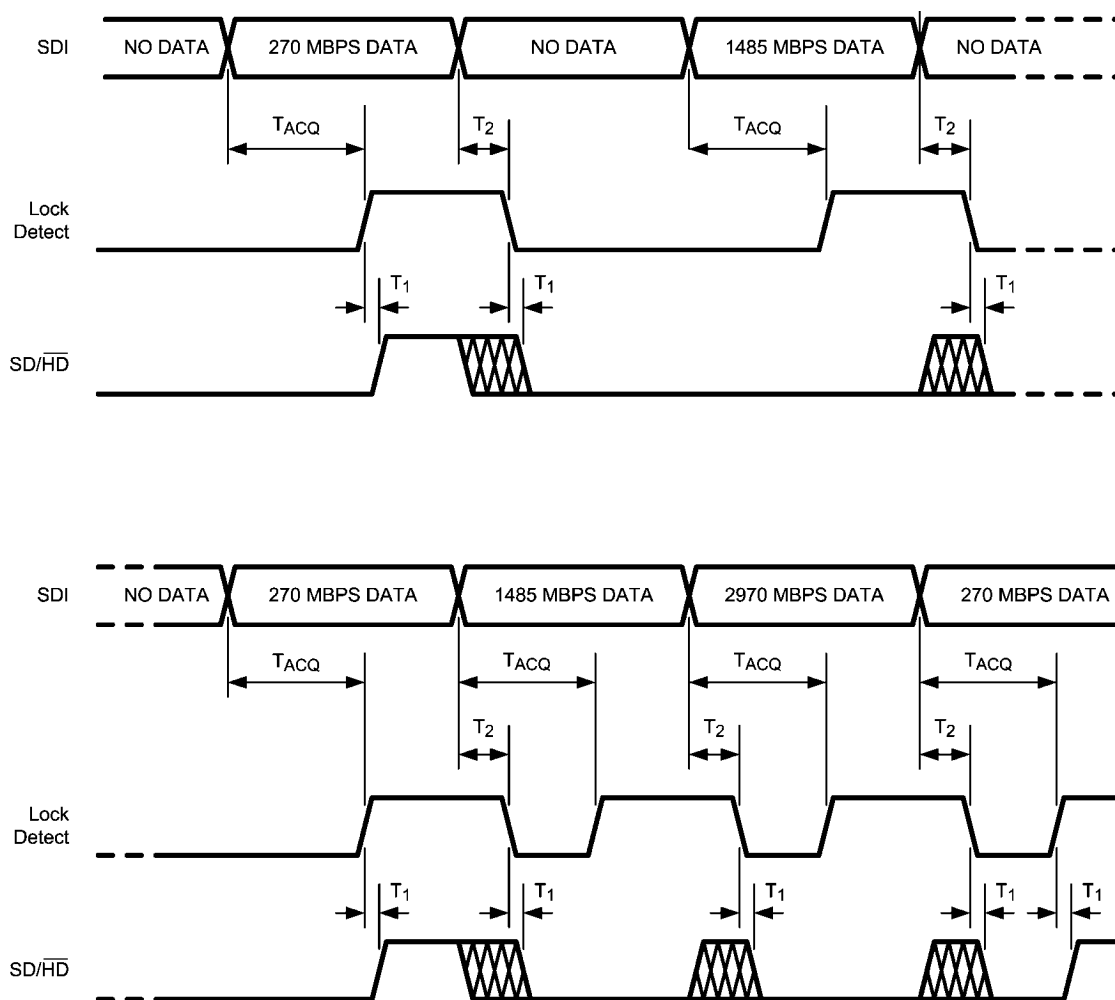 SDI NO DATA 270 MBPS DATA NO DATA 1485 MBPS DATA NO DATA
TACQ T2 TACQ T2
Lock
Detect
T1 T1 T1
SD/HD
SDI NO DATA 270 MBPS DATA 1485 MBPS DATA 2970 MBPS DATA 270 MBPS DATA
TACQ TACQ TACQ TACQ
T2 T2 T2
Lock
Detect
T1 T1 T1 T1 T1
SD/HD